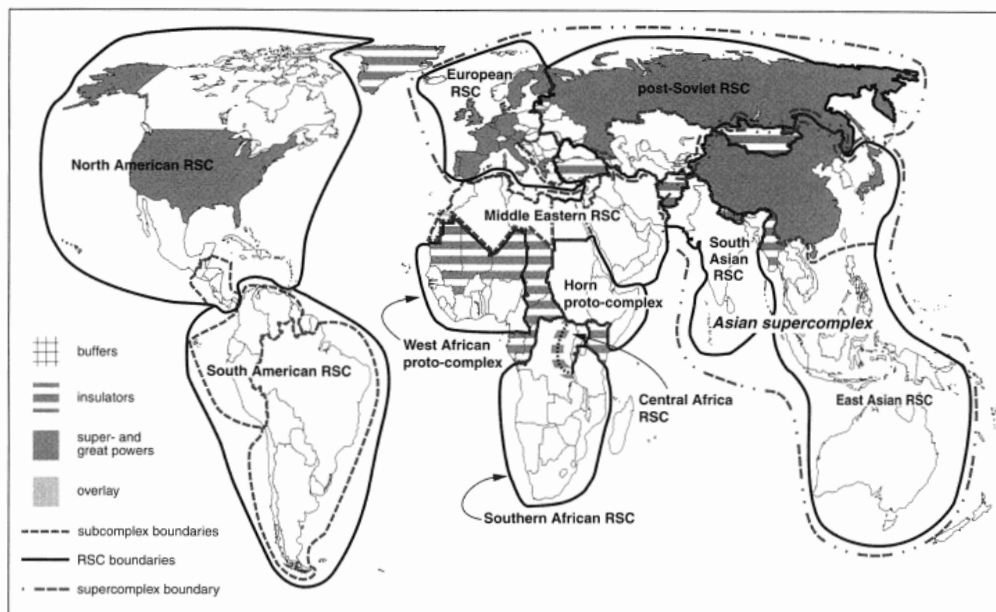 European
RSC
post-Soviet RSC
North American RSC
Middle Eastern RSC
South
Asian
RSC
Horn
proto-complex
Asian supercomplex
West African
proto-complex
South American RSC
Central Africa
RSC
East Asian RSC
Southern African RSC
buffers
insulators
super- and
great powers
overlay
subcomplex boundaries
RSC boundaries
supercomplex boundary